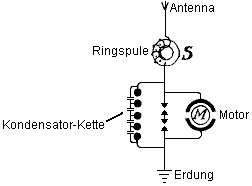 Antenna
Ringspule
S
Kondensator-Kette
M
Motor
Erdung